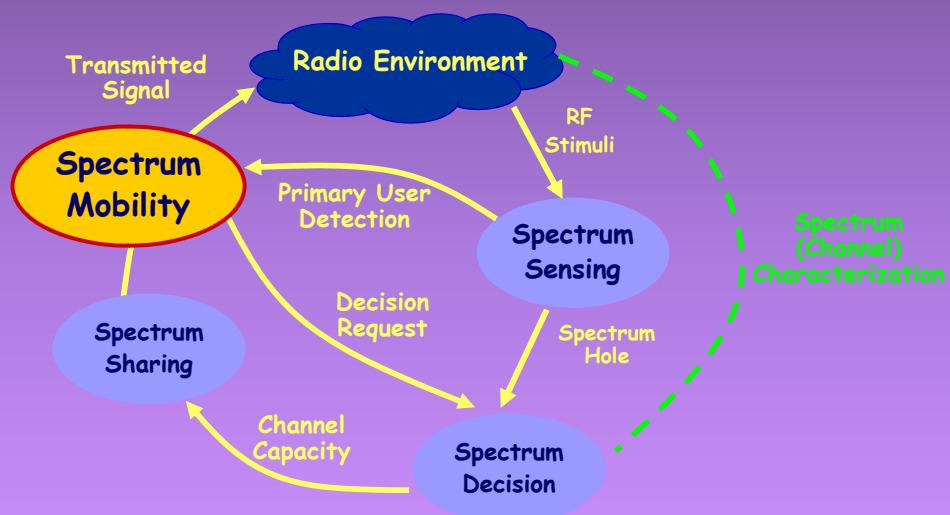 Radio Environment
Transmitted
Signal
RF
Stimuli
Spectrum
Mobility
Primary User
Detection
Spectrum
Sensing
Spectrum
(Channel)
Characterization
Decision
Request
Spectrum
Sharing
Spectrum
Hole
Channel
Capacity
Spectrum
Decision